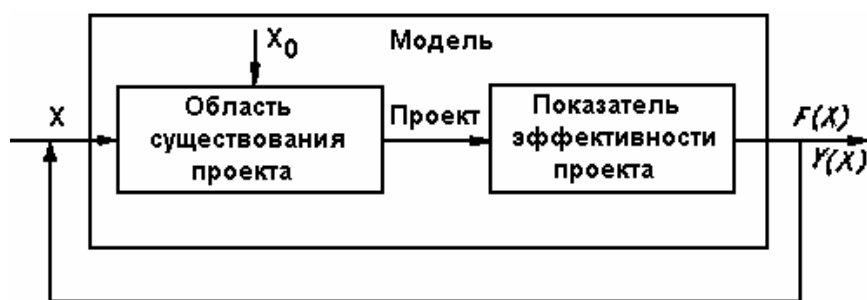 Модель
X₀
X
Область
существования
проекта
Проект
Показатель
эффективности
проекта
F(X)
Y(X)